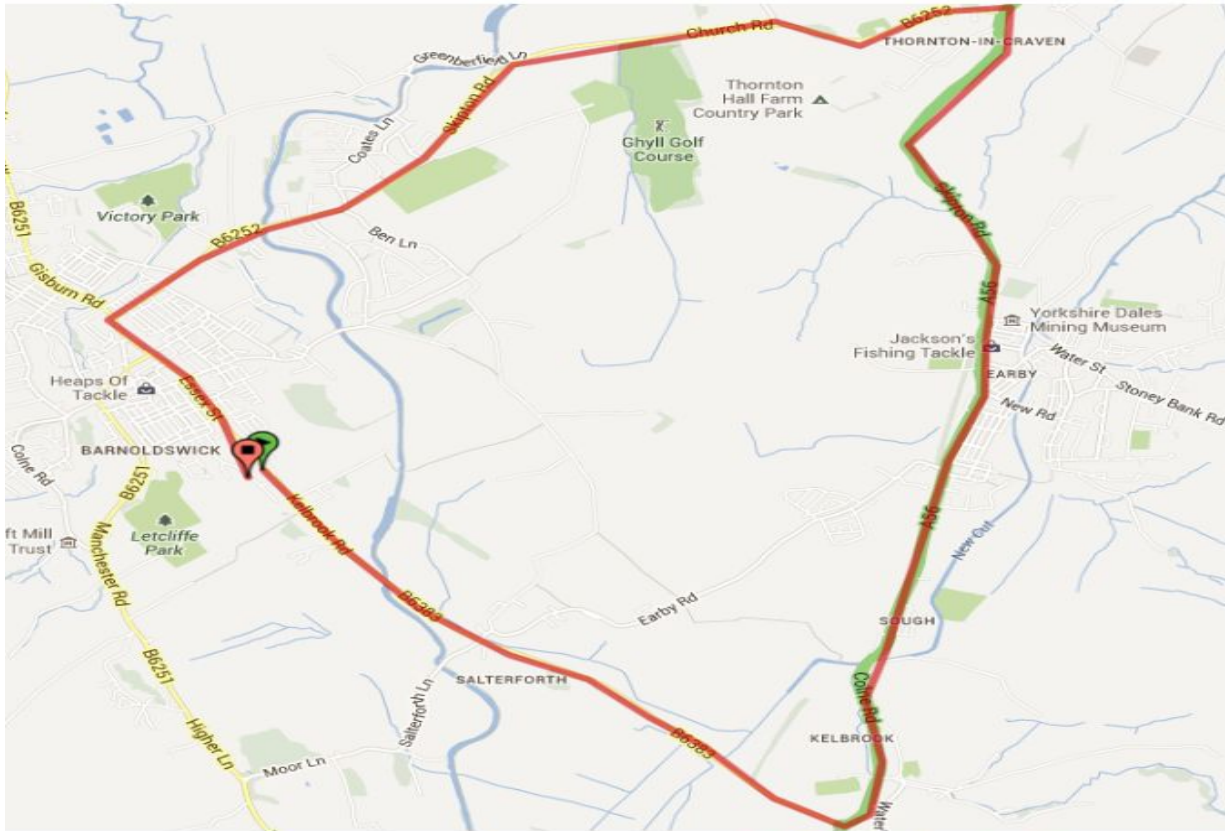 Church Rd
B6252
THORNTON-IN-CRAVEN
Greenberfield Ln
Skipton Rd
Thornton
Hall Farm
Country Park
Coates Ln
Ghyll Golf
Course
B6251
Victory Park
B6252
Ben Ln
Skipton Rd
Gisburn Rd
A56
Yorkshire Dales
Mining Museum
Jackson's
Fishing Tackle
Water St
EARBY
Stoney Bank Rd
Heaps Of
Tackle
Essex St
New Rd
Colne Rd
BARNOLDSWICK
B6251
Kelbrook Rd
A56
New Cut
ft Mill
Trust
Letcliffe
Park
Manchester Rd
B6383
Earby Rd
SOUGH
B6251
SALTERFORTH
Colne Rd
Salterforth Ln
Higher Ln
B6383
KELBROOK
Moor Ln
Water